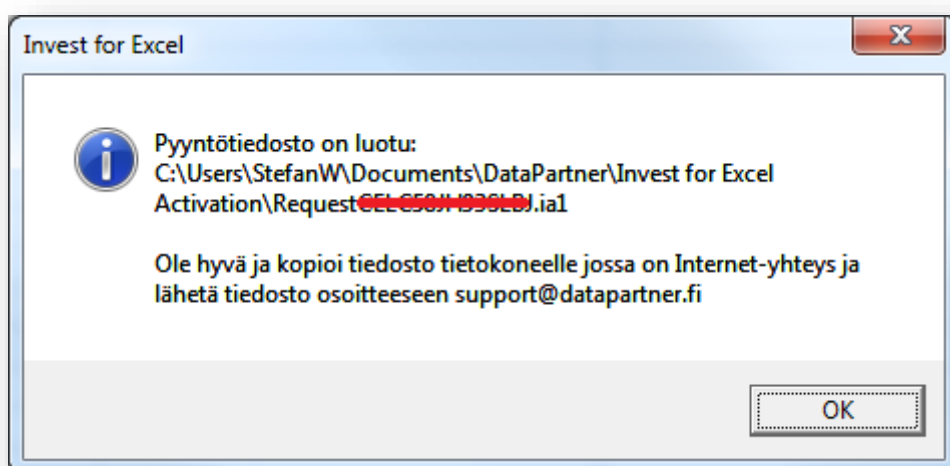 Invest for Excel
Pyyntötiedosto on luotu:
C:\Users\StefanW\Documents\DataPartner\Invest for Excel
Activation\Request .ia1
Ole hyvä ja kopioi tiedosto tietokoneelle jossa on Internet-yhteys ja
lähetä tiedosto osoitteeseen support@datapartner.fi
OK